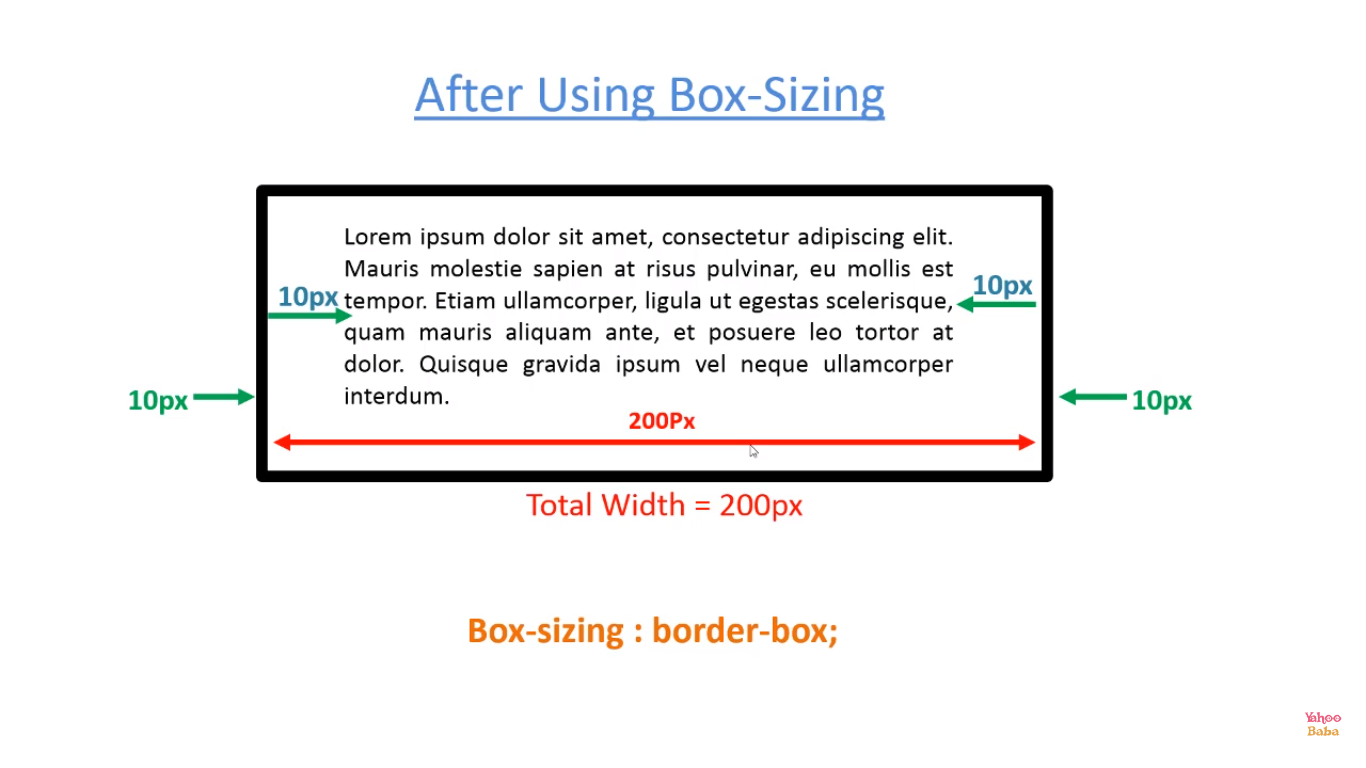 After Using Box-Sizing
Lorem ipsum dolor sit amet, consectetur adipiscing elit.
Mauris molestie sapien at risus pulvinar, eu mollis est
10px
tempor. Etiam ullamcorper, ligula ut egestas scelerisque,
10px
quam mauris aliquam ante, et posuere leo tortor at
dolor. Quisque gravida ipsum vel neque ullamcorper
interdum.
10px
10px
200Px
Total Width = 200px
Box-sizing : border-box;
Yahoo
Baba